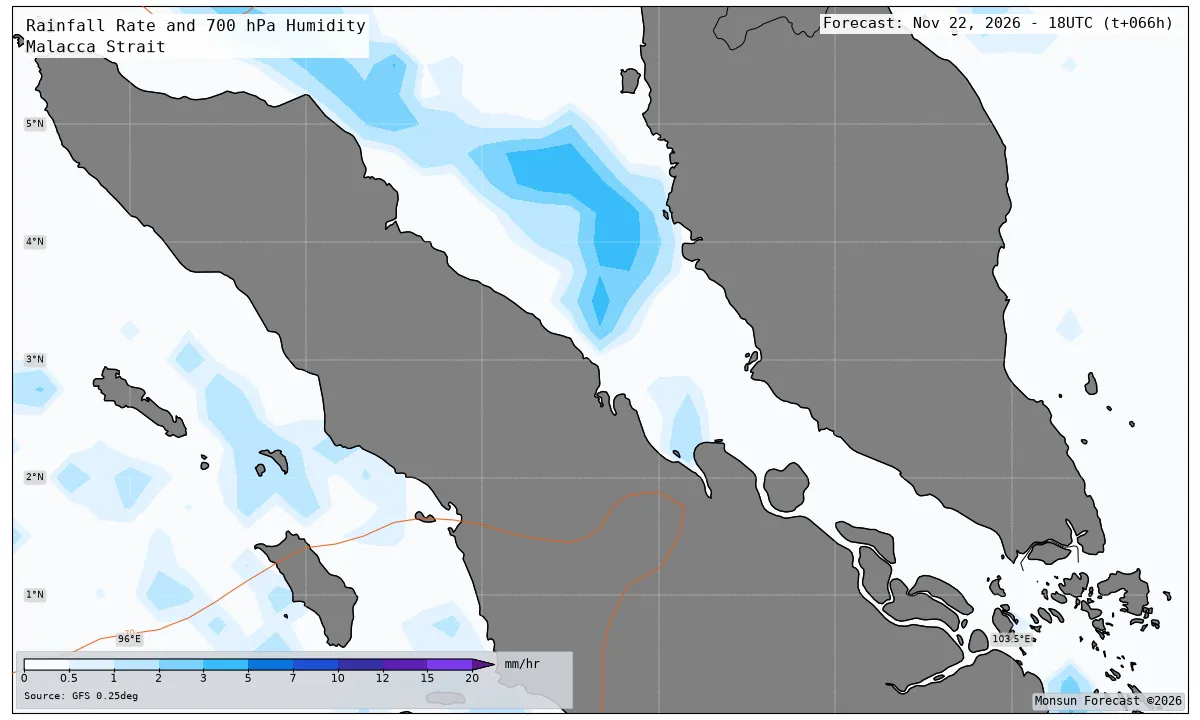 Rainfall Rate and 700 hPa Humidity
Malacca Strait
Forecast: Nov 22, 2026 - 18UTC (t+066h)
5°N
4°N
3°N
2°N
1°N
70
96°E
103.5°E
0 0.5 1 2 3 5 7 10 12 15 20
mm/hr
Source: GFS 0.25deg
Monsun Forecast ©2026